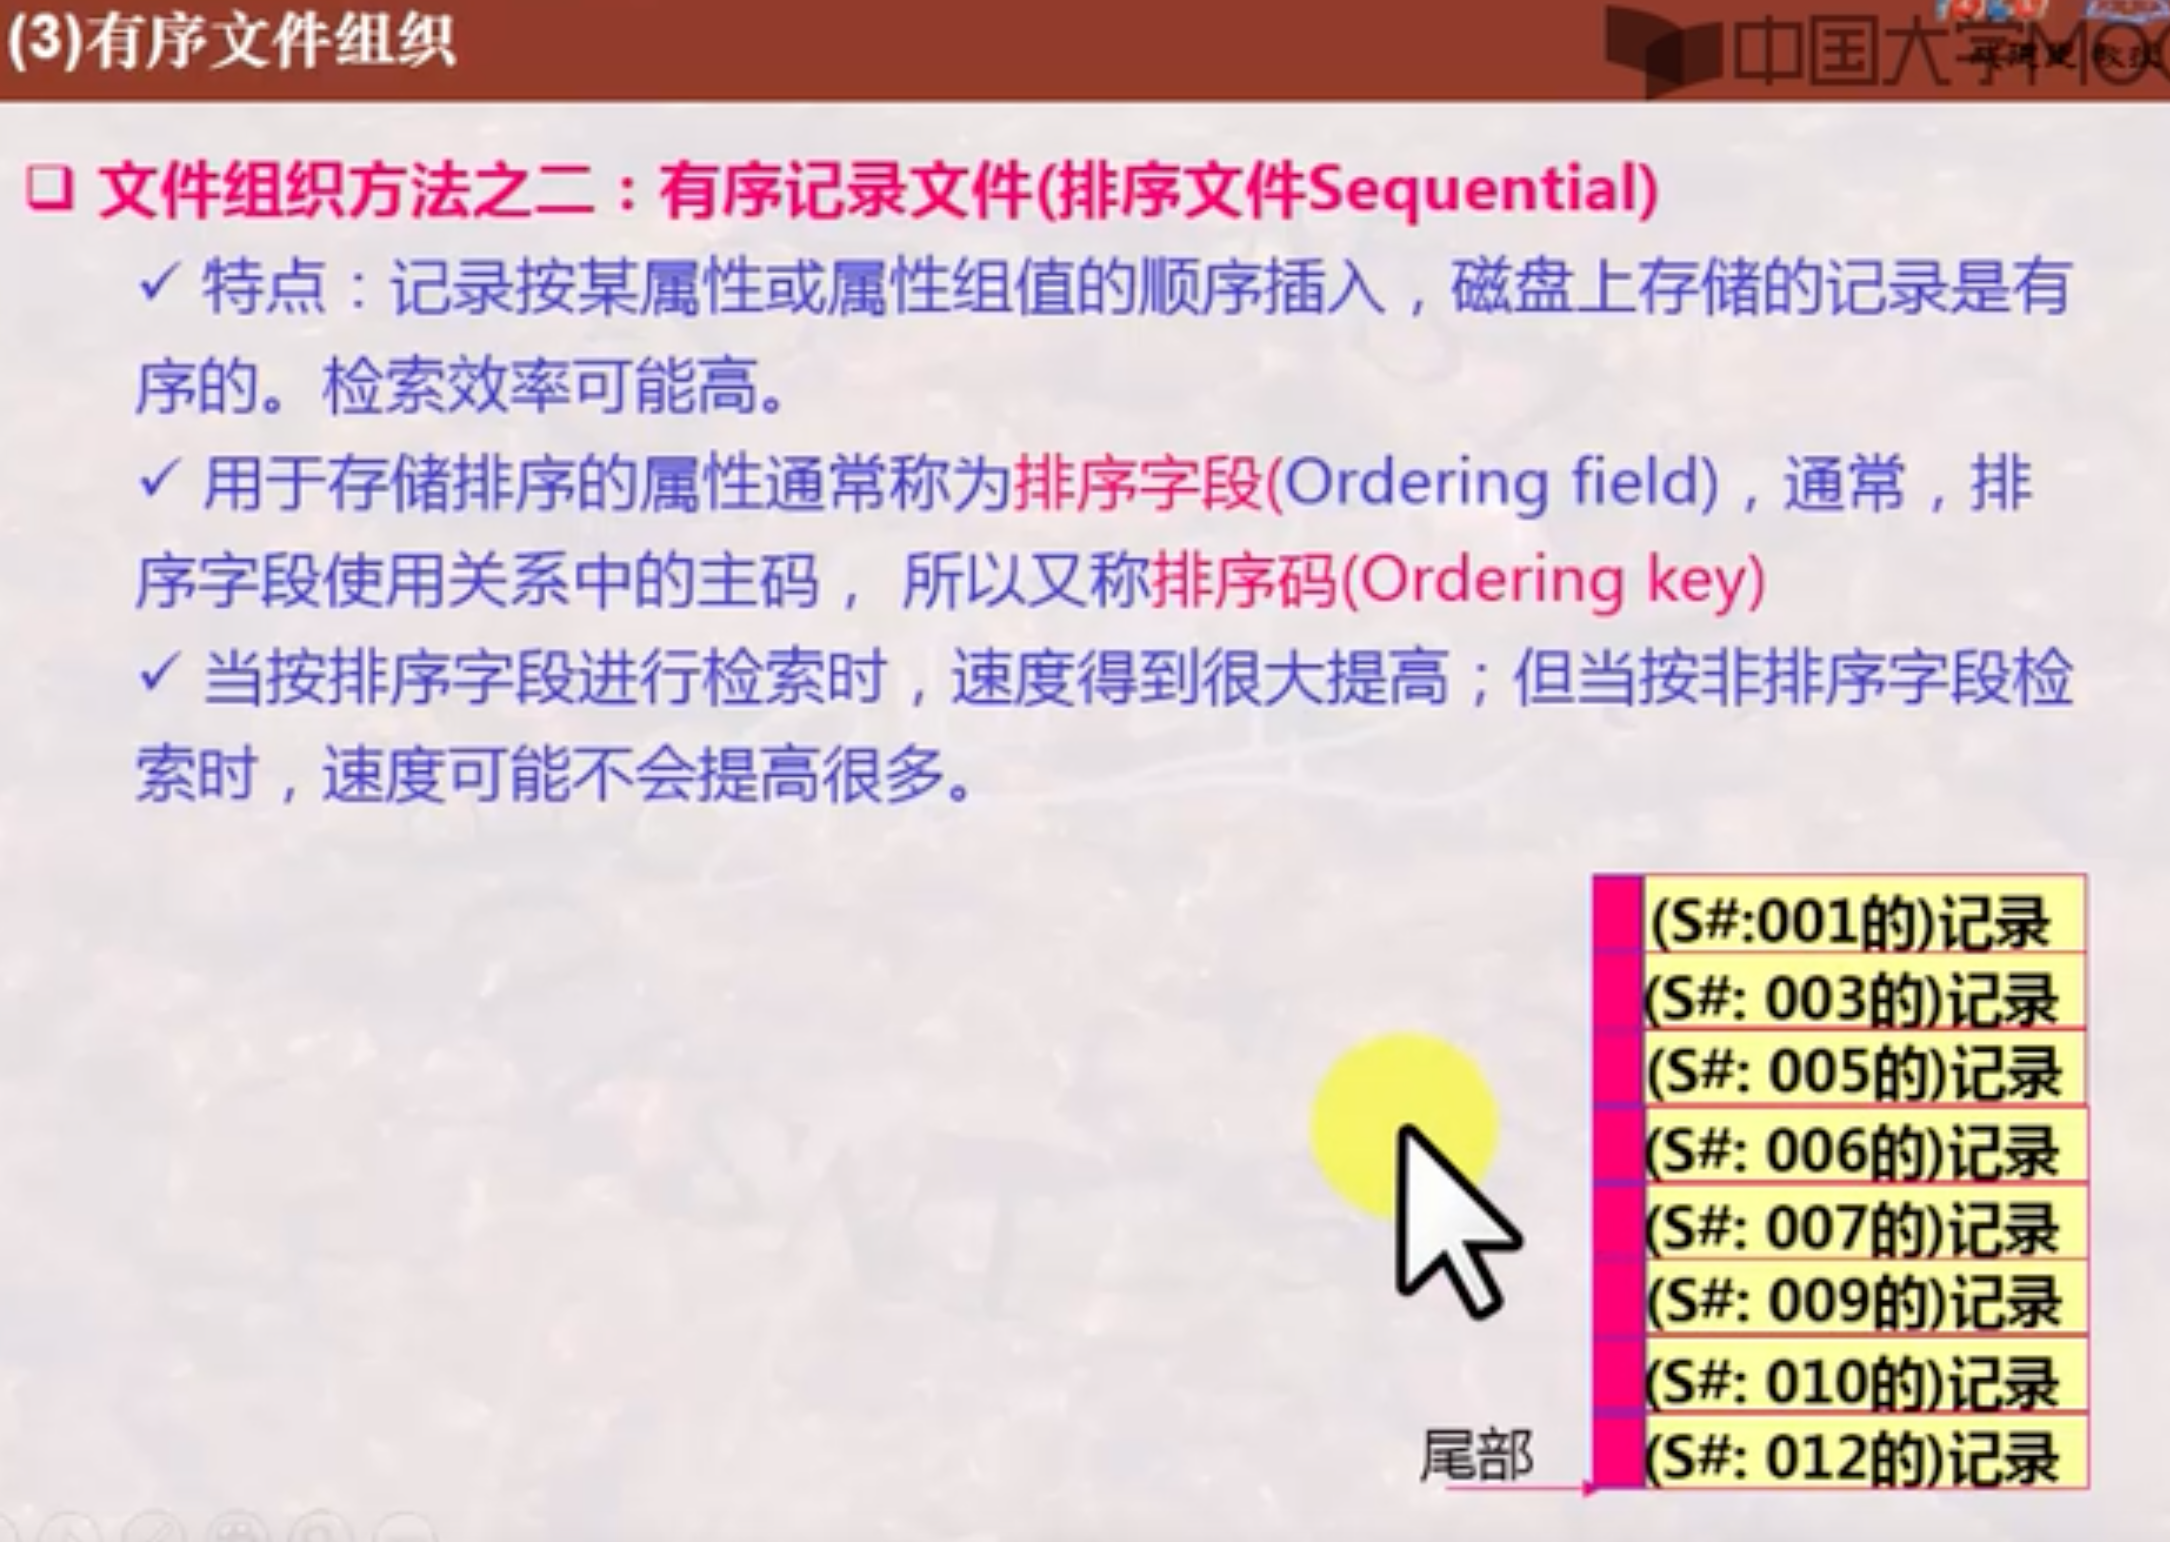 (3)有序文件组织
中国大学MOO
❑ 文件组织方法之二：有序记录文件(排序文件Sequential)
✓ 特点：记录按某属性或属性组值的顺序插入，磁盘上存储的记录是有
序的。检索效率可能高。
✓ 用于存储排序的属性通常称为排序字段(Ordering field)，通常，排
序字段使用关系中的主码， 所以又称排序码(Ordering key)
✓ 当按排序字段进行检索时，速度得到很大提高；但当按非排序字段检
索时，速度可能不会提高很多。
(S#:001的)记录
(S#: 003的)记录
(S#: 005的)记录
(S#: 006的)记录
(S#: 007的)记录
(S#: 009的)记录
(S#: 010的)记录
(S#: 012的)记录
尾部